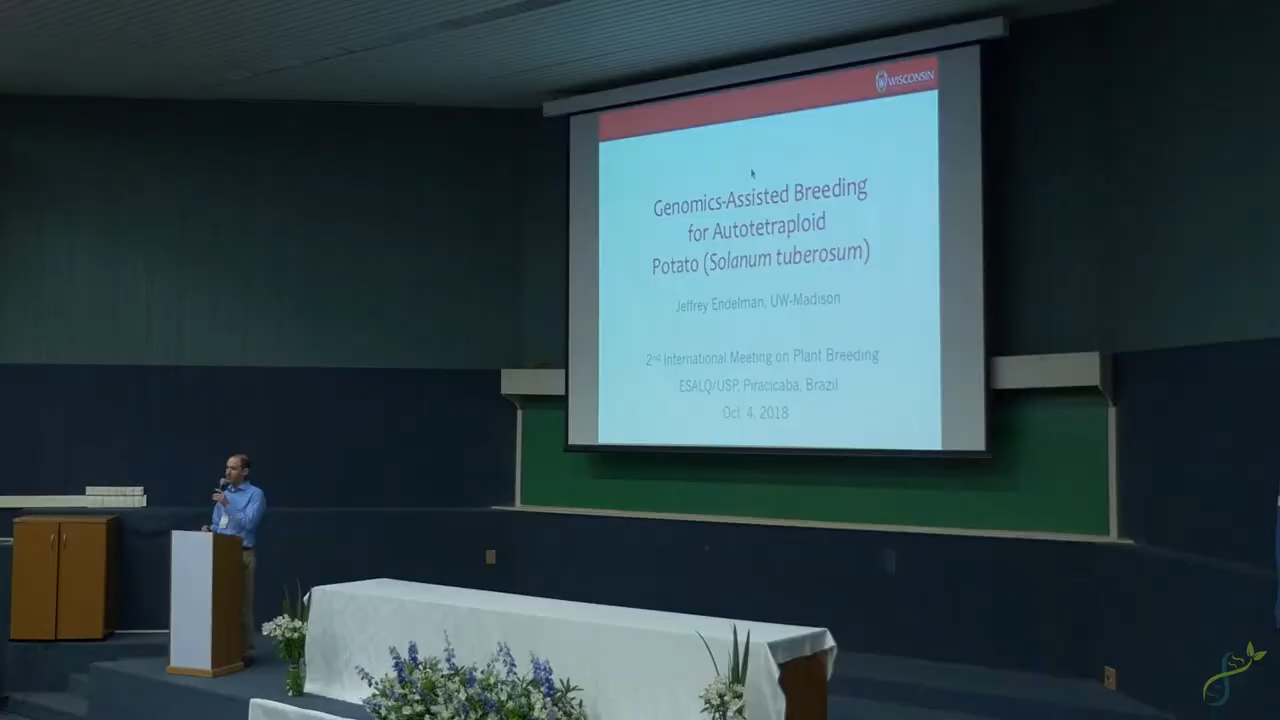 WISCONSIN
Genomics-Assisted Breeding
for Autotetraploid
Potato (Solanum tuberosum)
Jeffrey Endelman, UW-Madison
2nd International Meeting on Plant Breeding
ESALQ/USP, Piracicaba, Brazil
Oct. 4, 2018